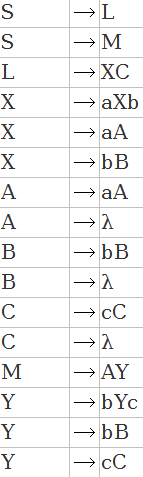 S → L
S → M
L → XC
X → aXb
X → aA
X → bB
A → aA
A → λ
B → bB
B → λ
C → cC
C → λ
M → AY
Y → bYc
Y → bB
Y → cC